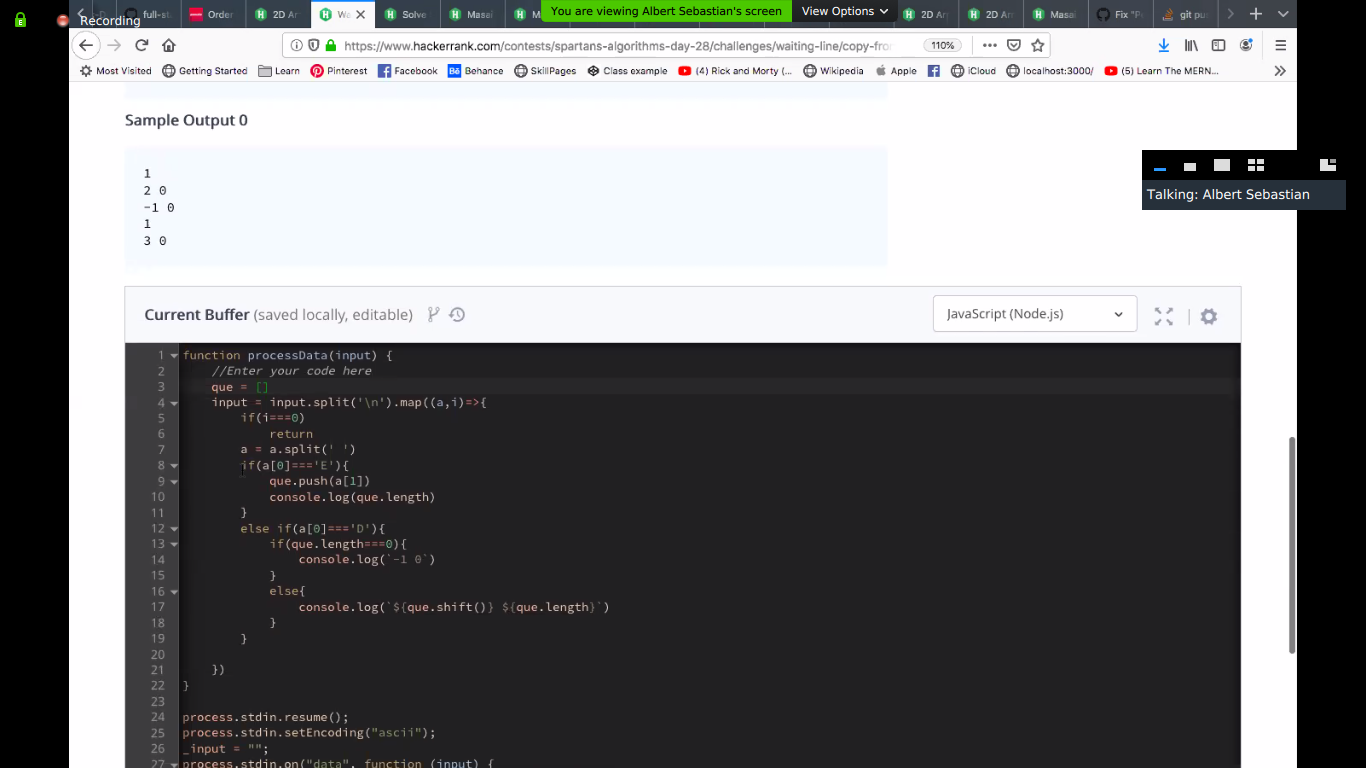 Recording
You are viewing Albert Sebastian's screen
View Options
full-st
Order
2D Ar
Wa
Solve
Masai
M
2D Ar
2D Ar
Masai
Fix "P
git pu
https://www.hackerrank.com/contests/spartans-algorithms-day-28/challenges/waiting-line/copy-fro
110%
Most Visited
Getting Started
Learn
Pinterest
Facebook
Behance
SkillPages
Class example
(4) Rick and Morty (...
Wikipedia
Apple
iCloud
localhost:3000/
(5) Learn The MERN...
Talking: Albert Sebastian
Sample Output 0
1
2 0
-1 0
1
3 0
Current Buffer (saved locally, editable)
JavaScript (Node.js)
1 function processData(input) {
2 //Enter your code here
3 que = []
4 input = input.split('\n').map((a,i)=>{
5 if(i===0)
6 return
7 a = a.split(' ')
8 if(a[0]==='E'){
9 que.push(a[1])
10 console.log(que.length)
11 }
12 else if(a[0]==='D'){
13 if(que.length===0){
14 console.log(`-1 0`)
15 }
16 else{
17 console.log(`${que.shift()} ${que.length}`)
18 }
19 }
20
21 })
22 }
23
24 process.stdin.resume();
25 process.stdin.setEncoding("ascii");
26 _input = "";
27 process.stdin.on("data", function (input) {